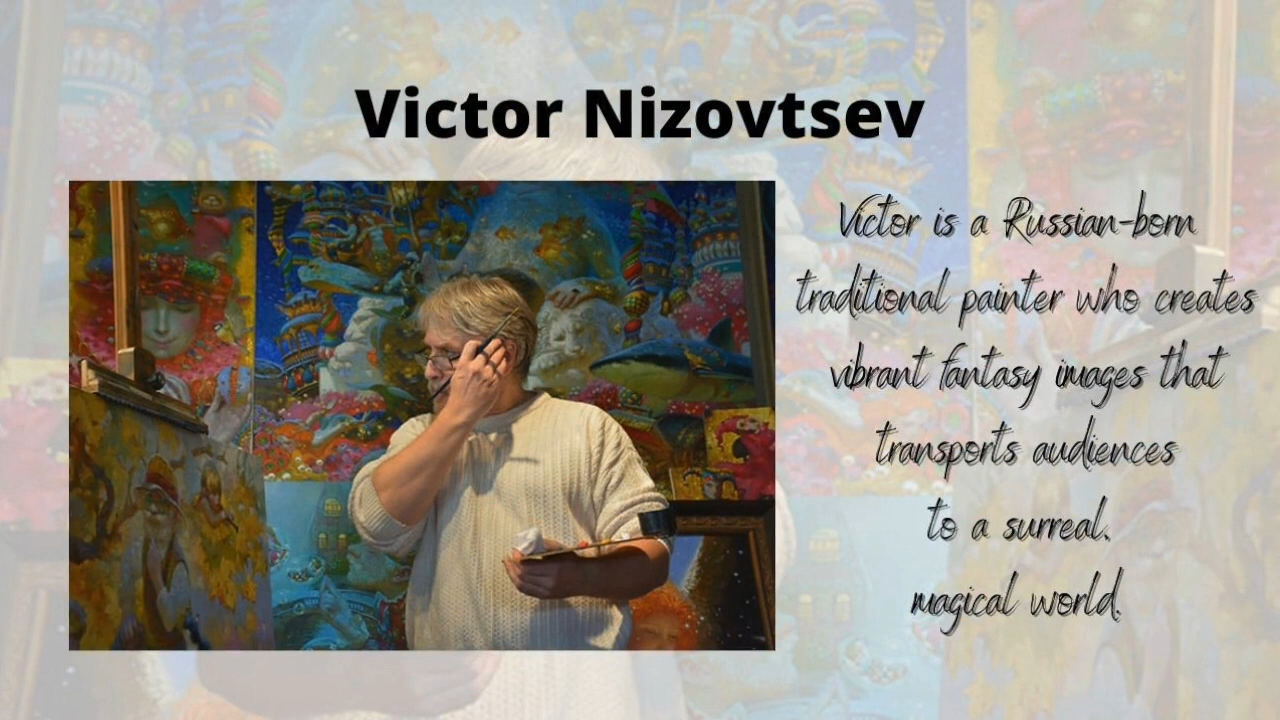 Victor Nizovtsev
Victor is a Russian-born
traditional painter who creates
vibrant fantasy images that
transports audiences
to a surreal.
magical world.